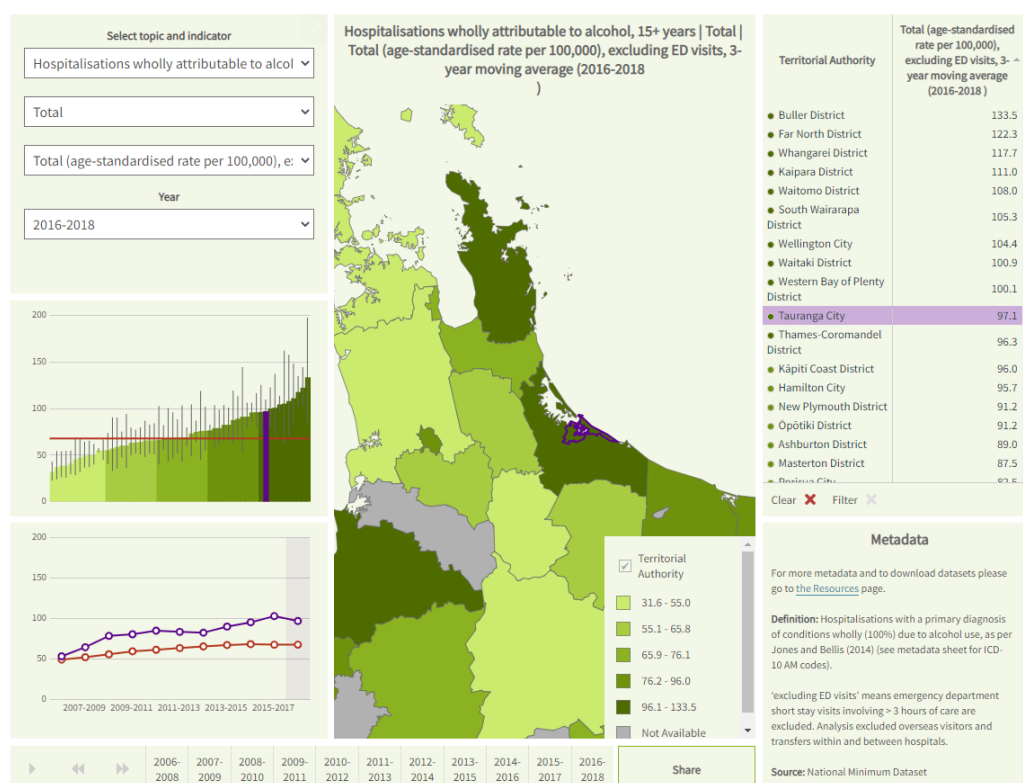 Select topic and indicator
Hospitalisations wholly attributable to alcol
Total
Total (age-standardised rate per 100,000), e:
Year
2016-2018
200
150
100
50
0
200
150
100
50
0
2007-2009 2009-2011 2011-2013 2013-2015 2015-2017
Hospitalisations wholly attributable to alcohol, 15+ years | Total |
Total (age-standardised rate per 100,000), excluding ED visits, 3-
year moving average (2016-2018
)
Territorial
Authority
31.6 - 55.0
55.1 - 65.8
65.9 - 76.1
76.2 - 96.0
96.1 - 133.5
Not Available
Territorial Authority
Total (age-standardised
rate per 100,000),
excluding ED visits, 3-
year moving average
(2016-2018 )
Buller District 133.5
Far North District 122.3
Whangarei District 117.7
Kaipara District 111.0
Waitomo District 108.0
South Wairarapa
District 105.3
Wellington City 104.4
Waitaki District 100.9
Western Bay of Plenty
District 100.1
Tauranga City 97.1
Thames-Coromandel
District 96.3
Kāpiti Coast District 96.0
Hamilton City 95.7
New Plymouth District 91.2
Ōpōtiki District 91.2
Ashburton District 89.0
Masterton District 87.5
Clear Filter
Metadata
For more metadata and to download datasets please
go to the Resources page.
Definition: Hospitalisations with a primary diagnosis
of conditions wholly (100%) due to alcohol use, as per
Jones and Bellis (2014) (see metadata sheet for ICD-
10 AM codes).
'excluding ED visits' means emergency department
short stay visits involving > 3 hours of care are
excluded. Analysis excluded overseas visitors and
transfers within and between hospitals.
Source: National Minimum Dataset
2006- 2007- 2008- 2009- 2010- 2011- 2012- 2013- 2014- 2015- 2016-
2008 2009 2010 2011 2012 2013 2014 2015 2016 2017 2018
Share